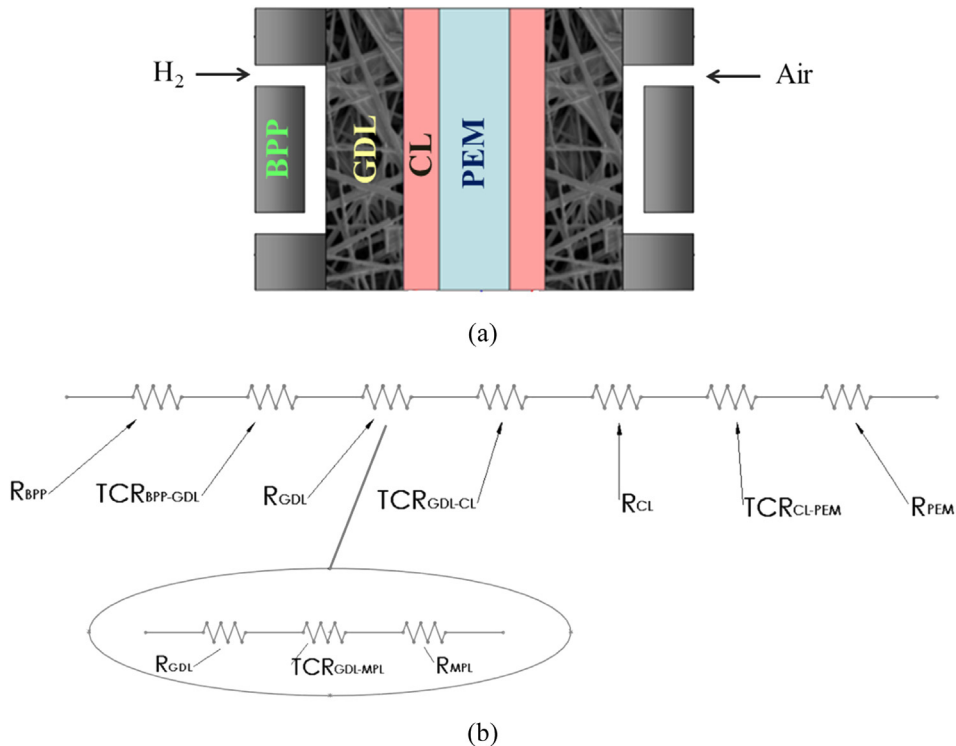 H2
Air
BPP
GDL
CL
PEM
(a)
RBPP
TCRBPP-GDL
RGDL
TCRGDL-CL
RCL
TCRCL-PEM
RPEM
RGDL
TCRGDL-MPL
RMPL
(b)